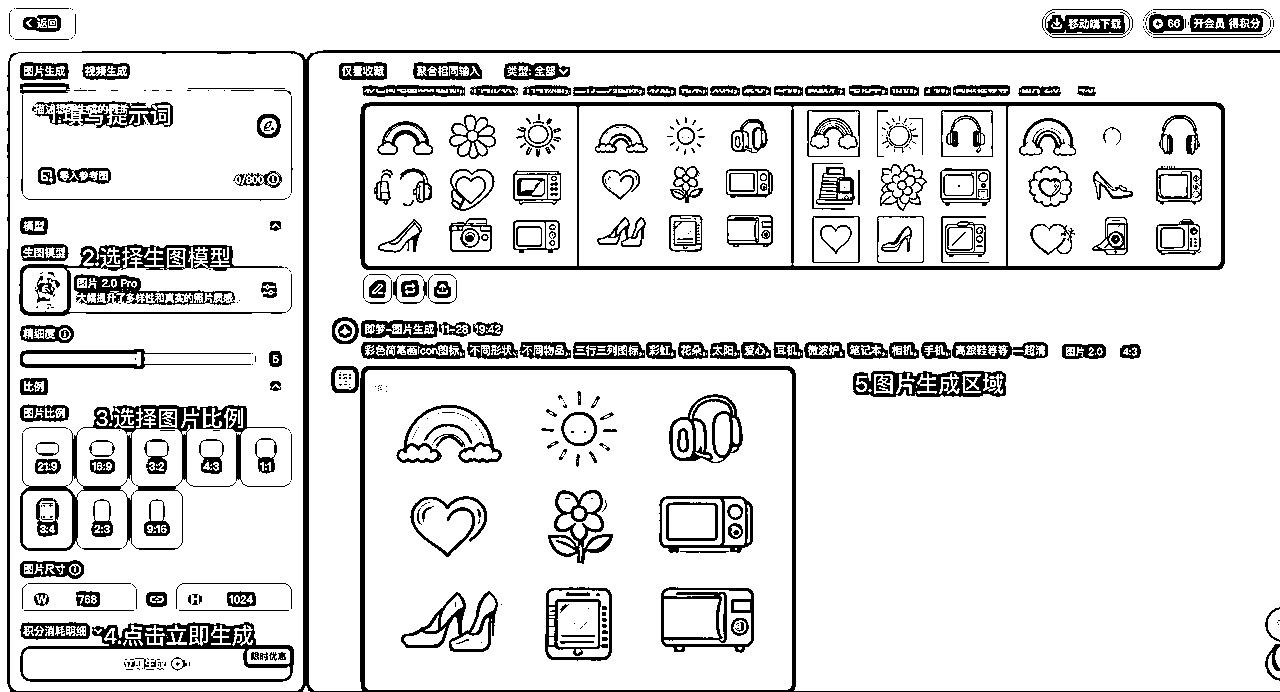 返回
移动端下载
66 开会员 得积分
图片生成 视频生成
仅看收藏 聚合相同输入 类型: 全部
1.填写提示词
导入参考图
0/800
模型
生图模型
2.选择生图模型
图片 2.0 Pro
大幅提升了多样性和真实的照片质感
精细度
5
比例
图片比例
3.选择图片比例
21:9 16:9 3:2 4:3 1:1
3:4 2:3 9:16
图片尺寸
W 768 H 1024
积分消耗明细
4.点击立即生成
立即生成
限时优惠
即梦-图片生成 11-28 19:42
彩色简笔画icon图标, 不同形状, 不同物品, 三行三列图标, 彩虹, 花朵, 太阳, 爱心, 耳机, 微波炉, 笔记本, 相机, 手机, 高跟鞋等等 —超清 图片 2.0 4:3
5.图片生成区域